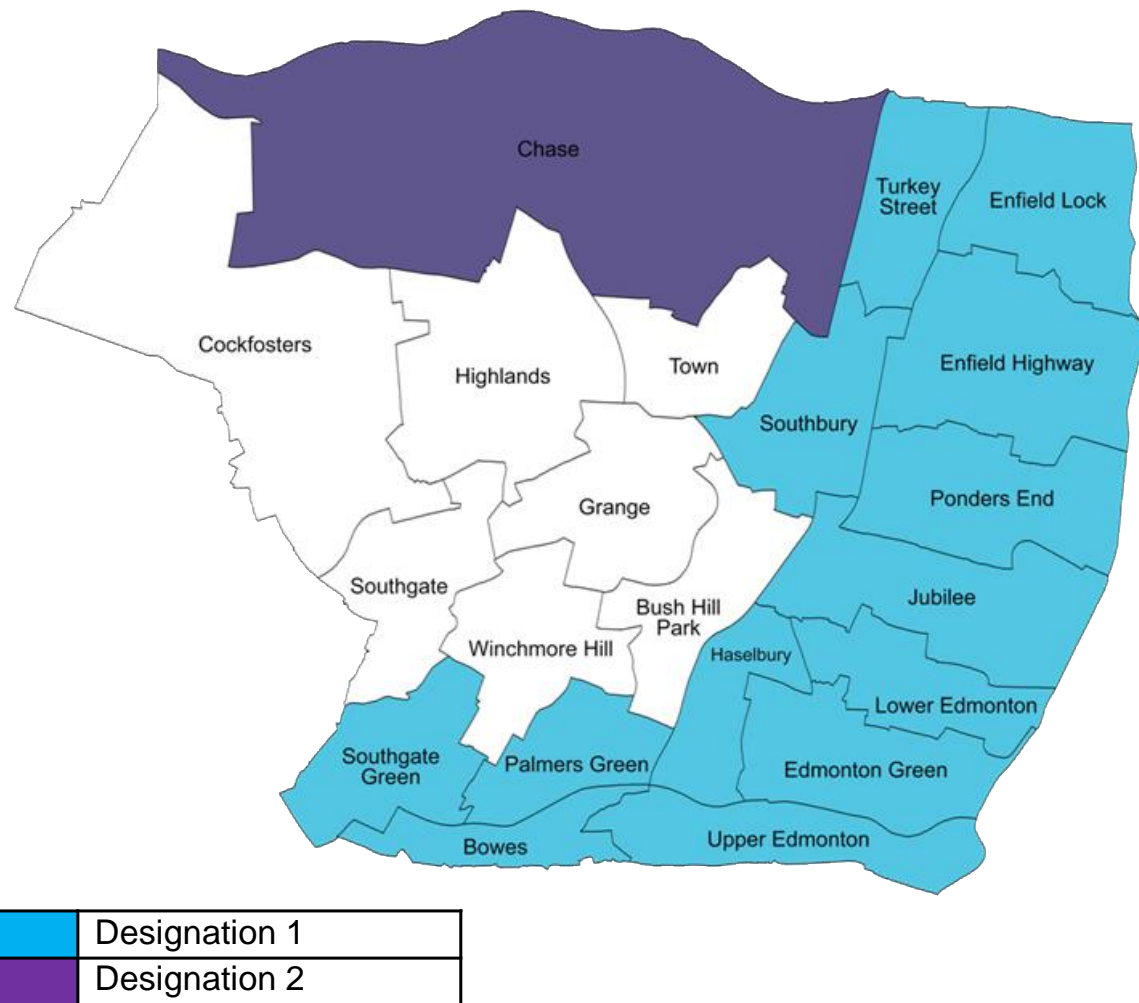 Chase
Turkey
Street
Enfield Lock
Cockfosters
Highlands
Town
Enfield Highway
Southbury
Grange
Ponders End
Southgate
Bush Hill
Park
Jubilee
Winchmore Hill
Haselbury
Lower Edmonton
Southgate
Green
Palmers Green
Edmonton Green
Bowes
Upper Edmonton
Designation 1
Designation 2